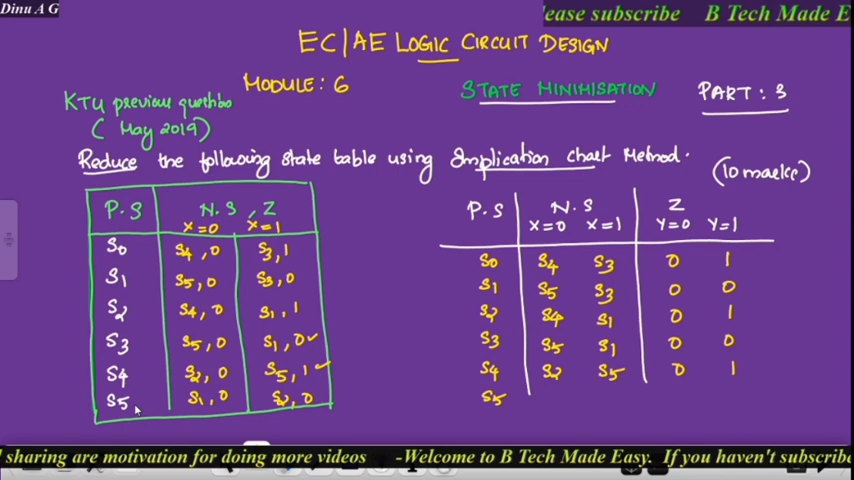 Dinu A G
lease subscribe B Tech Made E
EC|AE LOGIC CIRCUIT DESIGN
MODULE: 6
STATE MINIMISATION PART: 3
KTU previous question
(May 2019)
Reduce the following state table using Implication chart Method. (10 marks)
P.S N.S, Z
X=0 X=1
S0 S4,0 S3,1
S1 S5,0 S3,0
S2 S4,0 S1,1
S3 S5,0 S1,0 ✓
S4 S2,0 S5,1 ✓
S5 S1,0 S2,0
P.S N.S Z
X=0 X=1 Y=0 Y=1
S0 S4 S3 0 1
S1 S5 S3 0 0
S2 S4 S1 0 1
S3 S5 S1 0 0
S4 S2 S5 0 1
S5
l sharing are motivation for doing more videos -Welcome to B Tech Made Easy. If you haven't subscribe